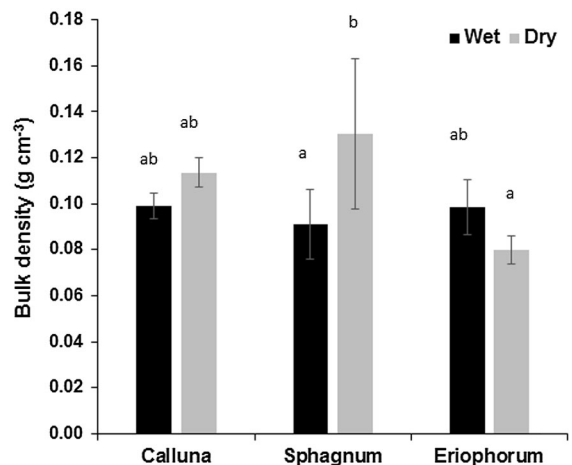 0.18
0.16
0.14
0.12
0.10
0.08
0.06
0.04
0.02
0.00
Bulk density (g cm-3)
Wet Dry
ab ab a b ab a
Calluna Sphagnum Eriophorum